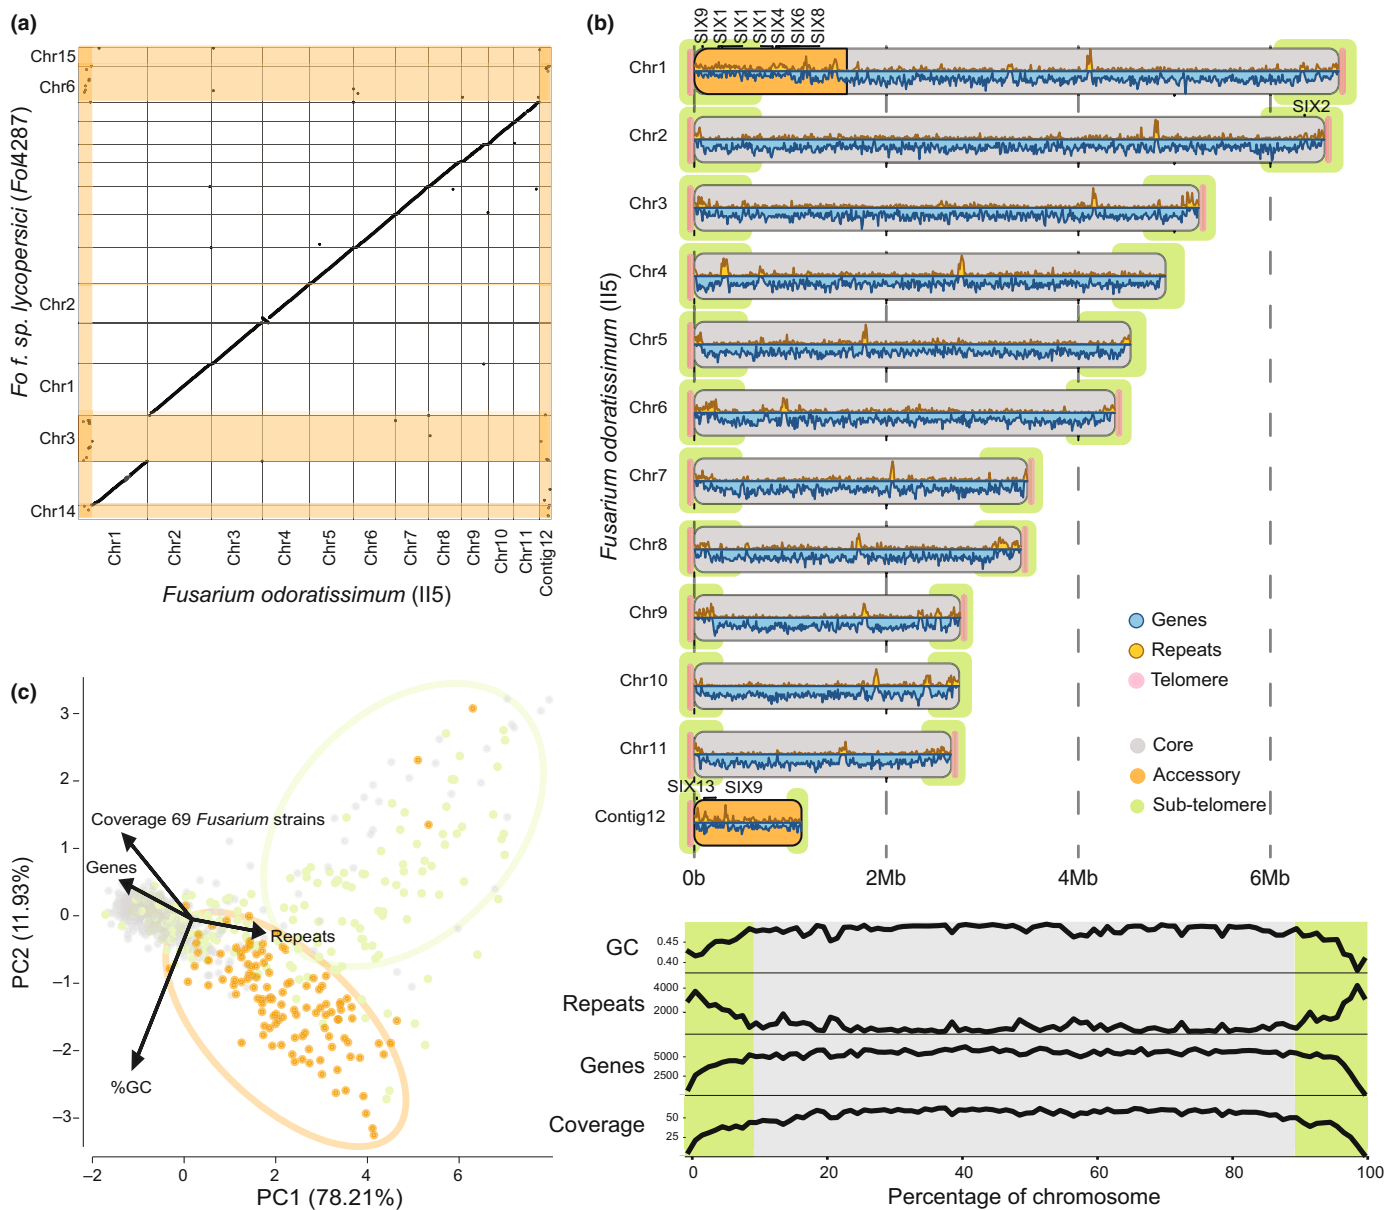 (a)
Chr15
Chr6
Chr2
Chr1
Chr3
Chr14
Fo f. sp. lycopersici (Fol4287)
Chr1
Chr2
Chr3
Chr4
Chr5
Chr6
Chr7
Chr8
Chr9
Chr10
Chr11
Contig12
Fusarium odoratissimum (II5)
(b)
SIX9
SIX1
SIX1
SIX1
SIX4
SIX6
SIX8
Chr1
SIX2
Chr2
Chr3
Chr4
Chr5
Chr6
Chr7
Chr8
Chr9
Chr10
Chr11
SIX13
SIX9
Contig12
Fusarium odoratissimum (II5)
Genes
Repeats
Telomere
Core
Accessory
Sub-telomere
0b
2Mb
4Mb
6Mb
GC
0.45
0.40
Repeats
4000
2000
Genes
5000
2500
Coverage
50
25
0
20
40
60
80
100
Percentage of chromosome
(c)
3
2
1
0
−1
−2
−3
PC2 (11.93%)
Coverage 69 Fusarium strains
Genes
Repeats
%GC
−2
0
2
4
6
PC1 (78.21%)